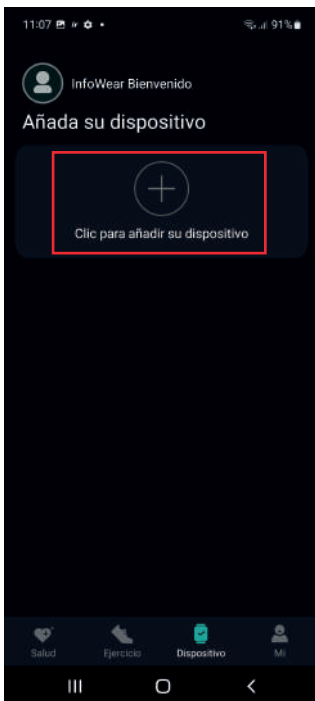 11:07 91%
InfoWear Bienvenido
Añada su dispositivo
Clic para añadir su dispositivo
Salud Ejercicio Dispositivo Mi